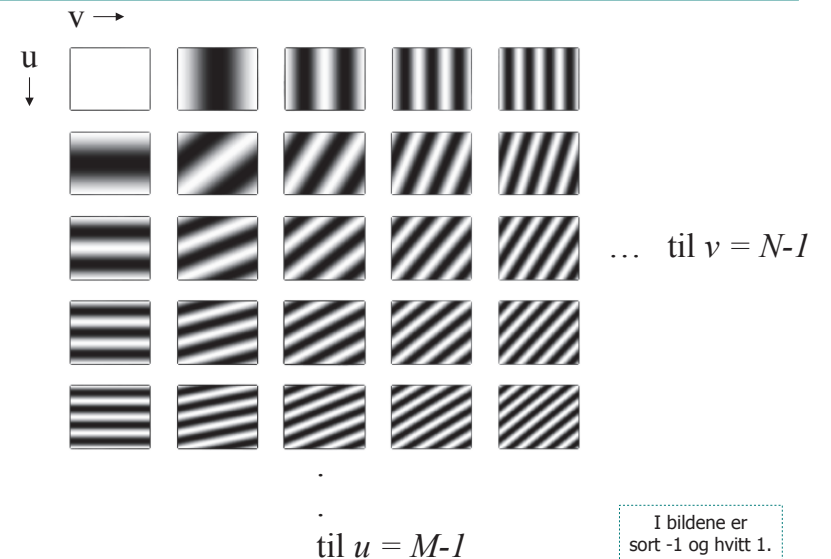 v →
u
↓
… til v = N-1
.
.
til u = M-1
I bildene er
sort -1 og hvitt 1.